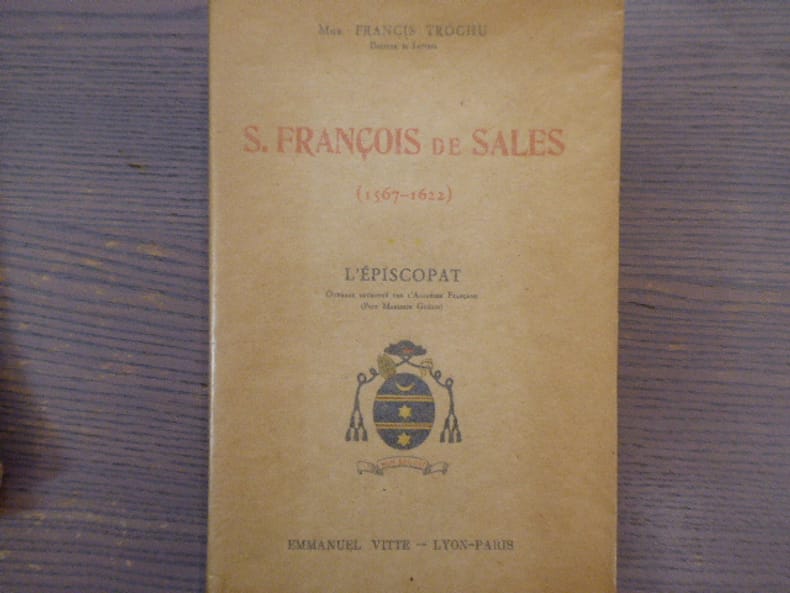 Mgr FRANCIS TROCHU
Docteur ès Lettres
S. FRANÇOIS DE SALES
(1567-1622)
L'ÉPISCOPAT
Ouvrage couronné par l'Académie Française
(Prix Marcelin Guérin)
EMMANUEL VITTE — LYON-PARIS